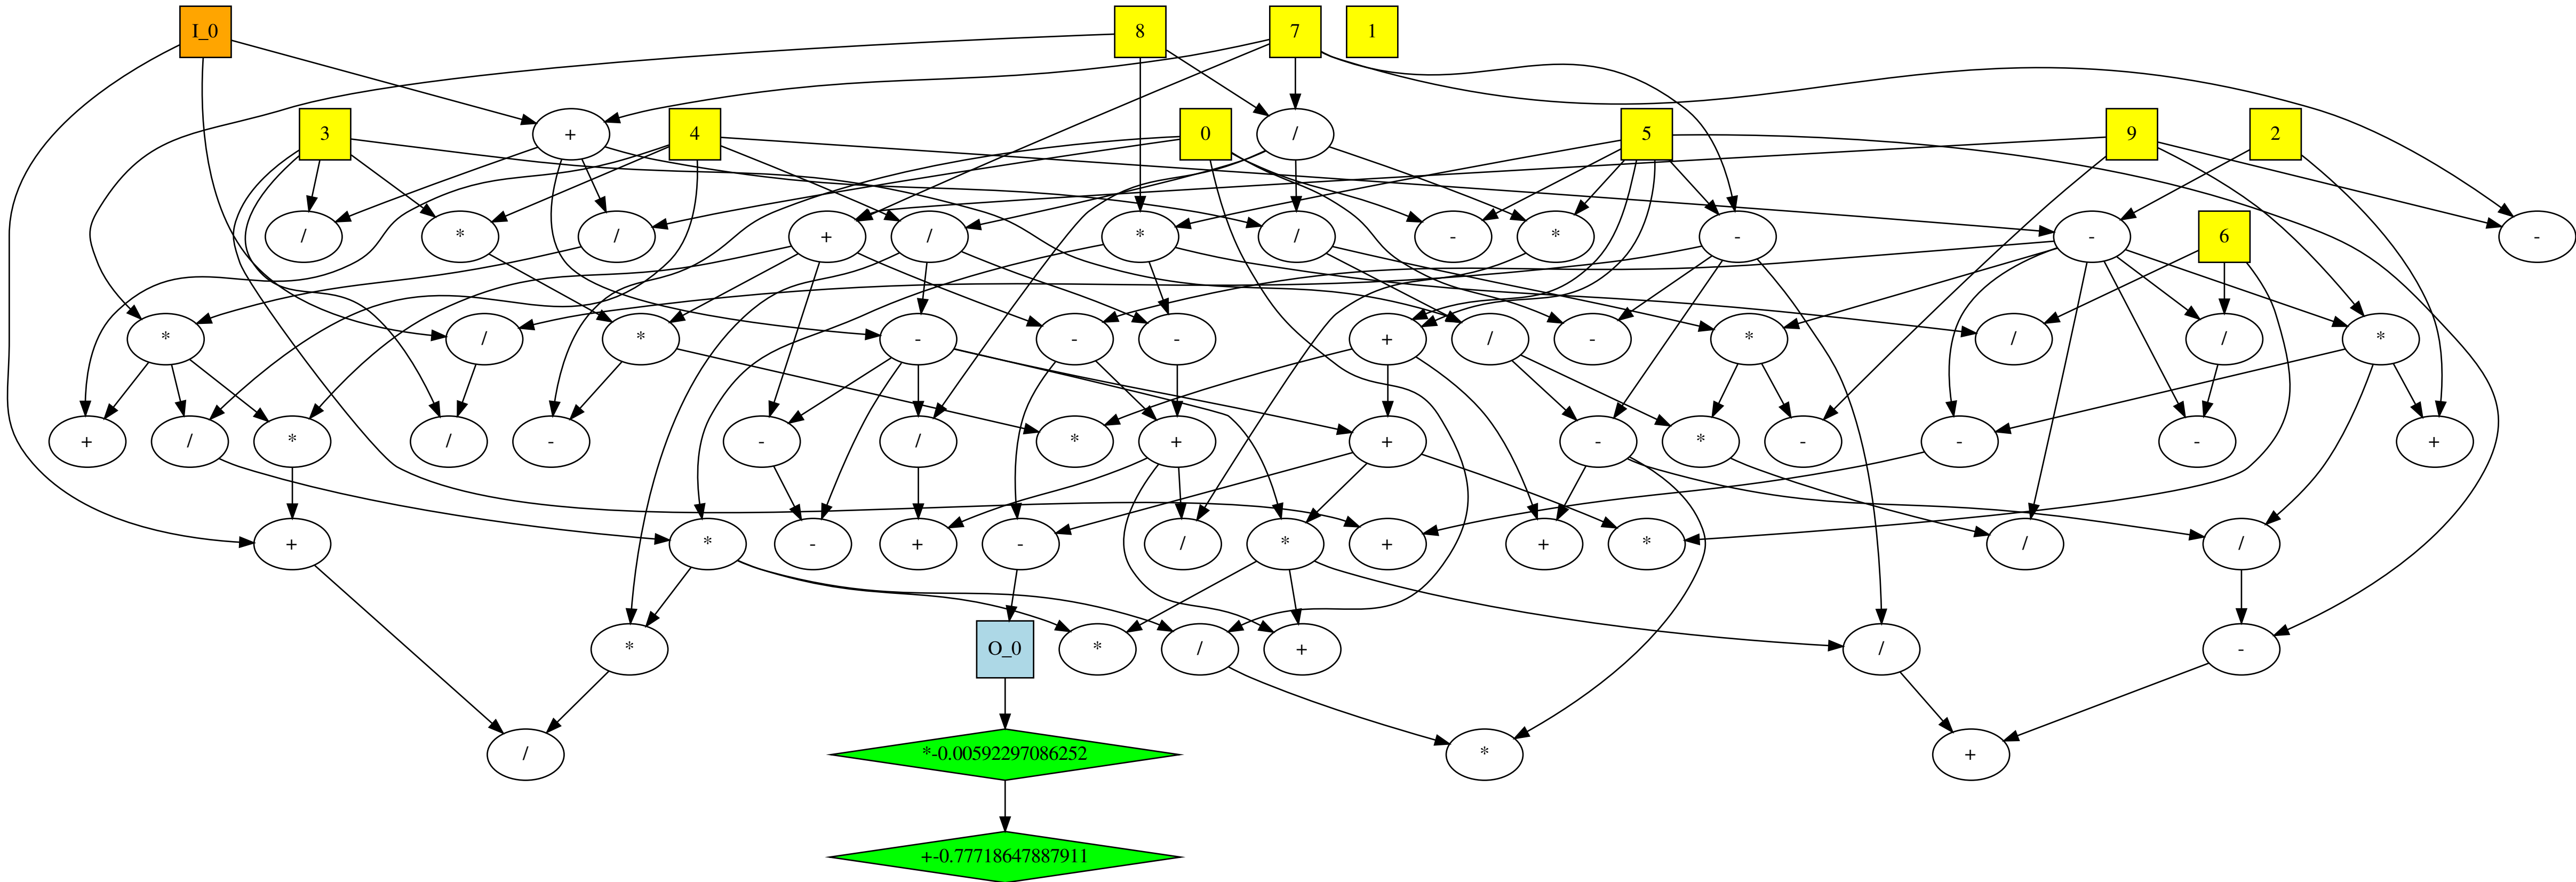 I_0 8 7 1
3 + 4 0 / 5 9 2
/ * / + / * / - * - - 6 -
* / * - - - + / - * / / *
+ / * / - - / * + + - * - - - +
+ * - + - / * + + * / /
* O_0 * / + / -
/ *-0.00592297086252 * +
+-0.77718647887911